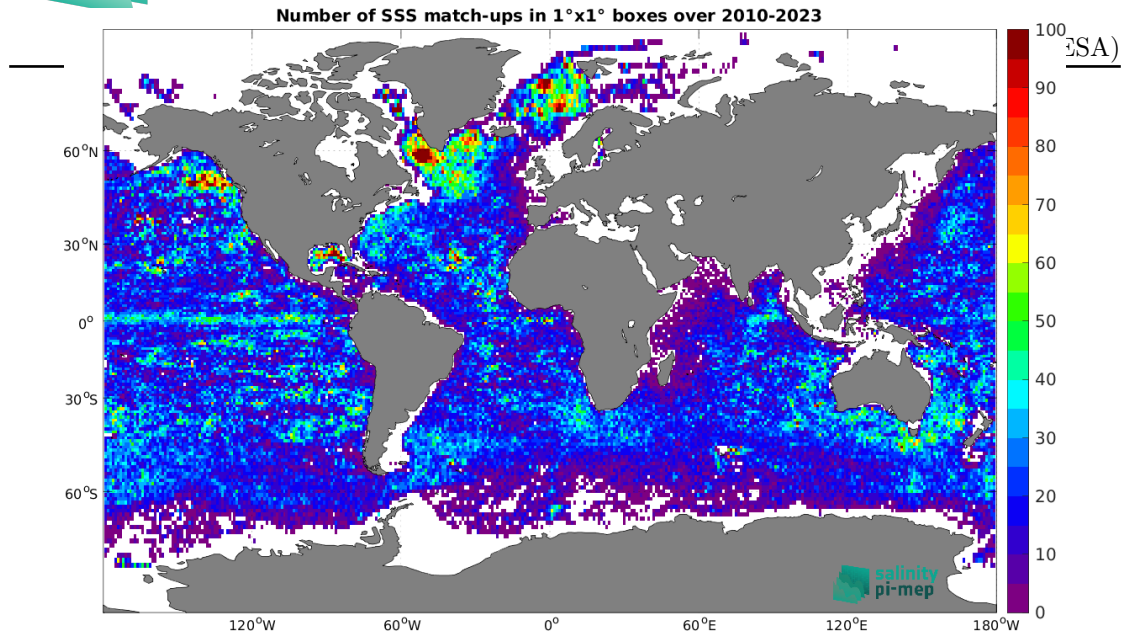 Number of SSS match-ups in 1°x1° boxes over 2010-2023
ESA)
100
90
80
70
60
50
40
30
20
10
0
60°N
30°N
0°
30°S
60°S
120°W
60°W
0°
60°E
120°E
180°W
salinity
pi-mep